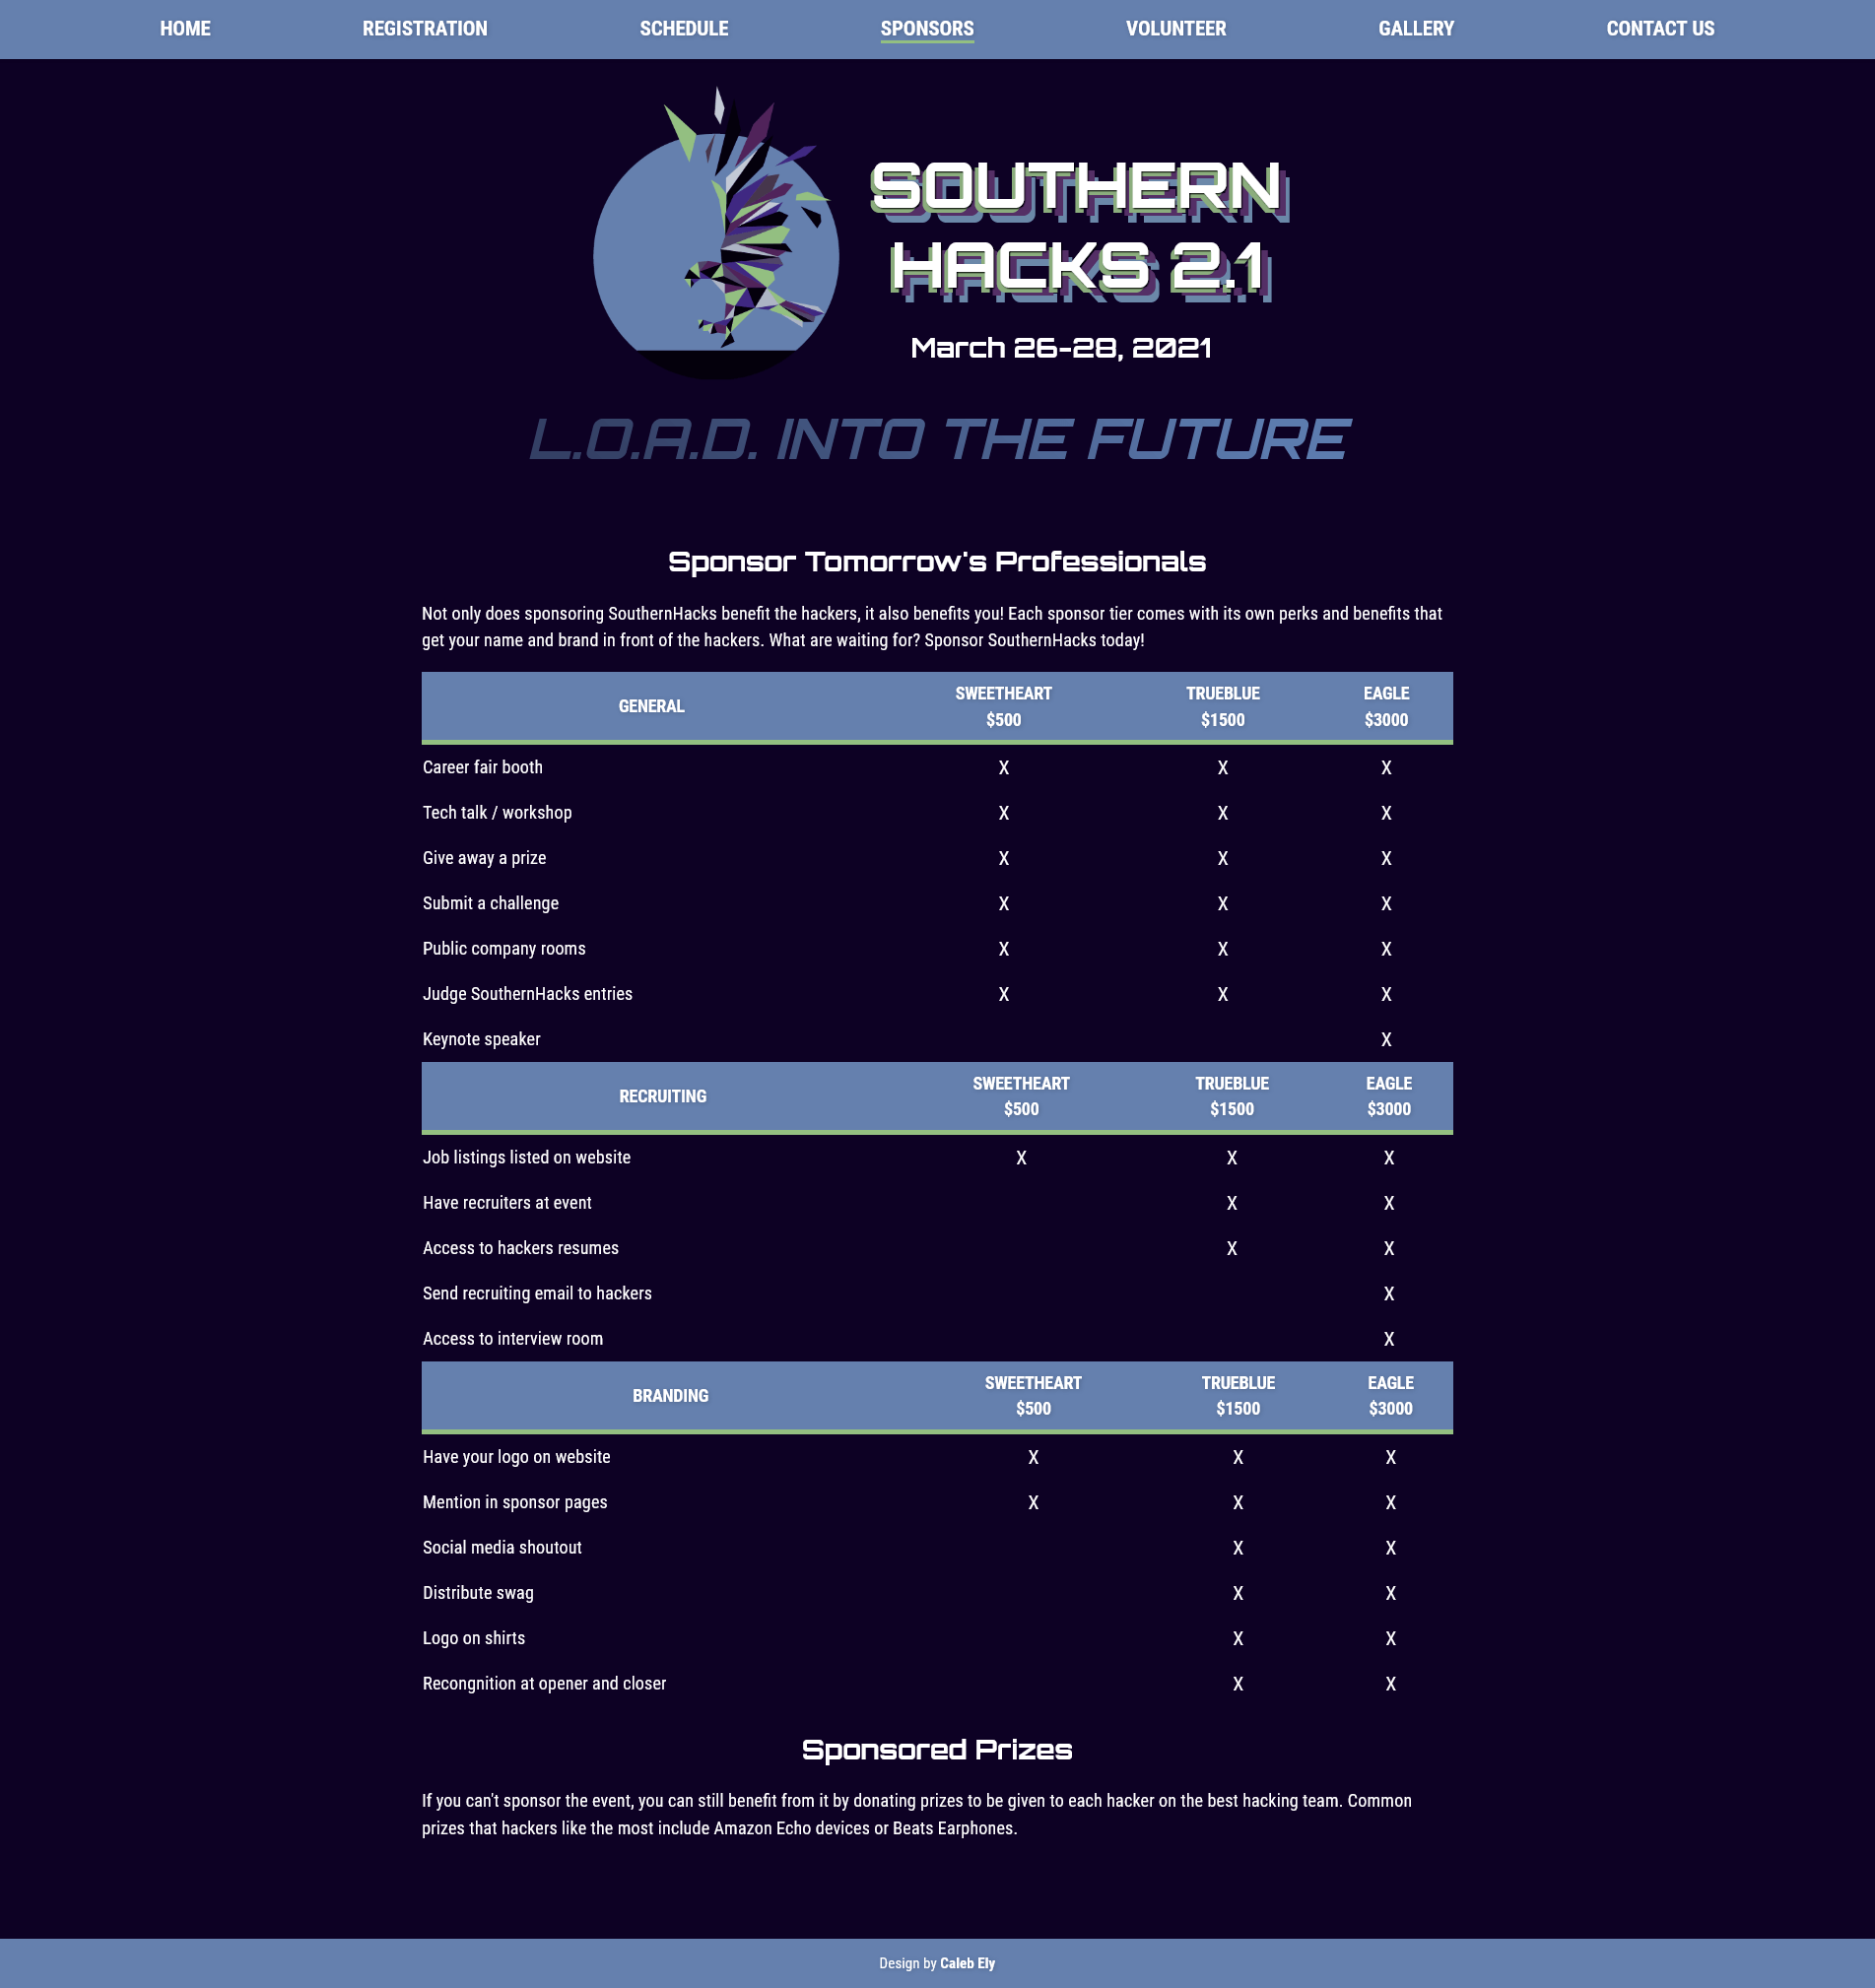 HOME REGISTRATION SCHEDULE SPONSORS VOLUNTEER GALLERY CONTACT US
SOUTHERN
HACKS 2.1
March 26-28, 2021
L.O.A.D. INTO THE FUTURE
Sponsor Tomorrow's Professionals
Not only does sponsoring SouthernHacks benefit the hackers, it also benefits you! Each sponsor tier comes with its own perks and benefits that
get your name and brand in front of the hackers. What are waiting for? Sponsor SouthernHacks today!
GENERAL SWEETHEART $500 TRUEBLUE $1500 EAGLE $3000
Career fair booth X X X
Tech talk / workshop X X X
Give away a prize X X X
Submit a challenge X X X
Public company rooms X X X
Judge SouthernHacks entries X X X
Keynote speaker X
RECRUITING SWEETHEART $500 TRUEBLUE $1500 EAGLE $3000
Job listings listed on website X X X
Have recruiters at event X X
Access to hackers resumes X X
Send recruiting email to hackers X
Access to interview room X
BRANDING SWEETHEART $500 TRUEBLUE $1500 EAGLE $3000
Have your logo on website X X X
Mention in sponsor pages X X X
Social media shoutout X X
Distribute swag X X
Logo on shirts X X
Recongnition at opener and closer X X
Sponsored Prizes
If you can't sponsor the event, you can still benefit from it by donating prizes to be given to each hacker on the best hacking team. Common
prizes that hackers like the most include Amazon Echo devices or Beats Earphones.
Design by Caleb Ely